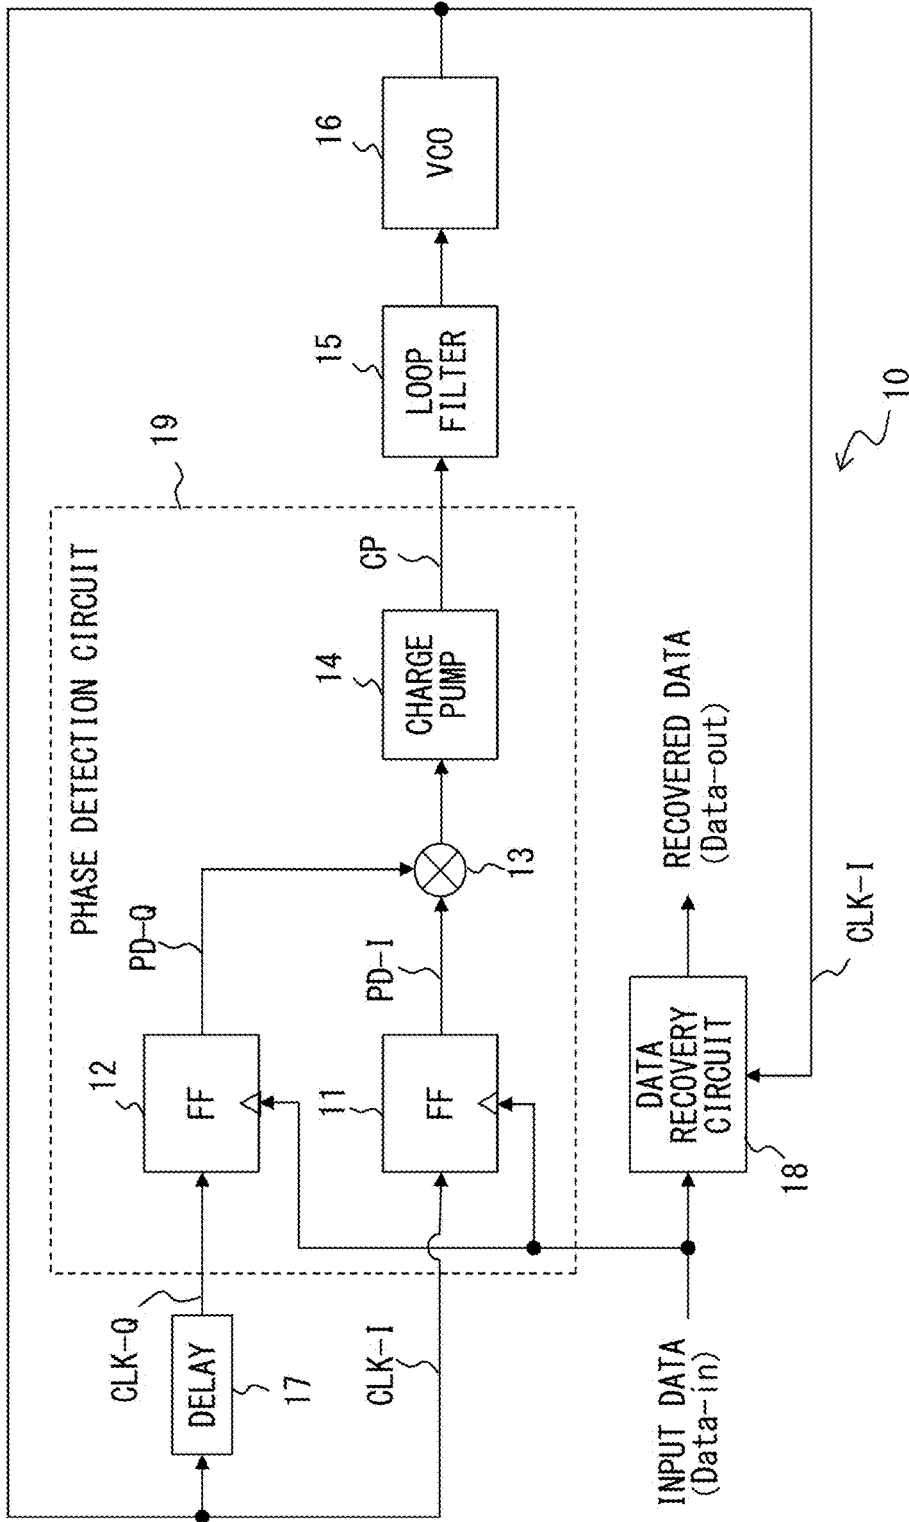 PHASE DETECTION CIRCUIT
19
CLK-Q
DELAY
17
12
FF
PD-Q
CLK-I
11
FF
PD-I
13
14
CHARGE
PUMP
CP
15
LOOP
FILTER
16
VCO
INPUT DATA
(Data-in)
DATA
RECOVERY
CIRCUIT
18
RECOVERED DATA
(Data-out)
CLK-I
10